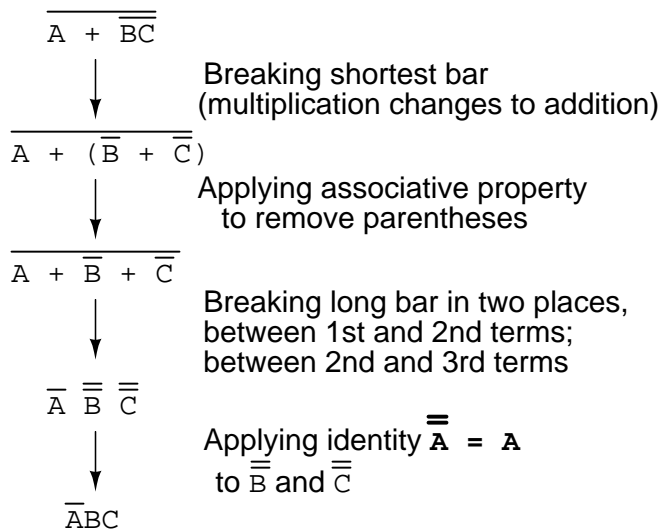 A̅ ̅+̅ ̅B̿C̿
Breaking shortest bar
(multiplication changes to addition)
A̅ ̅+̅ ̅(̅B̿ ̅+̅ ̅C̿)̅
Applying associative property
to remove parentheses
A̅ ̅+̅ ̅B̿ ̅+̅ ̅C̿
Breaking long bar in two places,
between 1st and 2nd terms;
between 2nd and 3rd terms
A̅ B̿ C̿
Applying identity A̿ = A
to B̿ and C̿
A̅BC